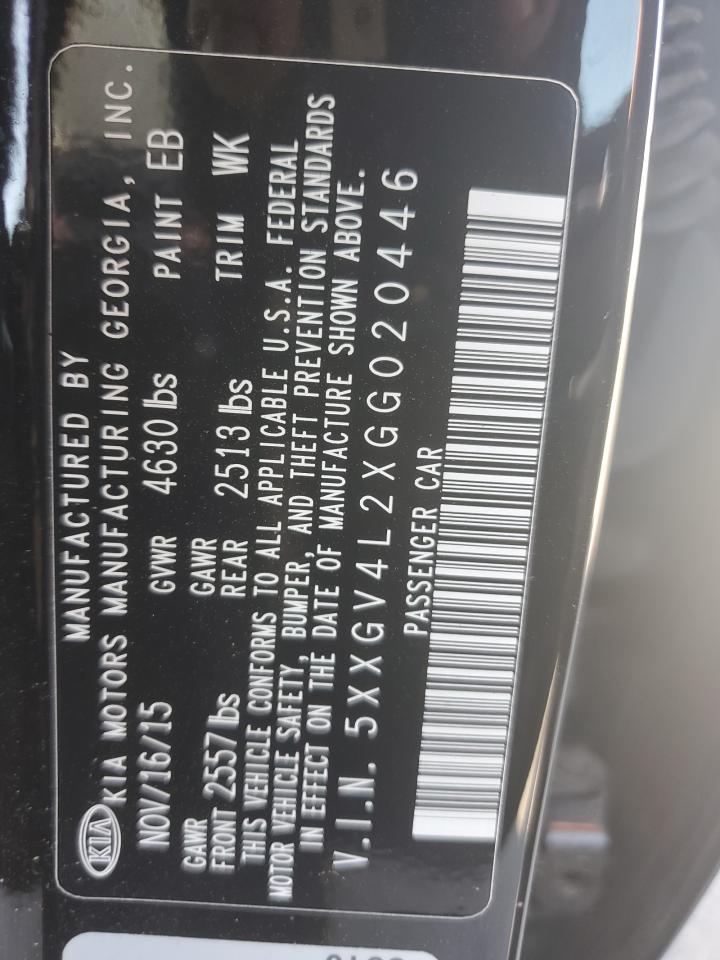 MANUFACTURED BY
KIA KIA MOTORS MANUFACTURING GEORGIA, INC.
NOV/16/15 GVWR 4630 lbs PAINT EB
GAWR GAWR
FRONT 2557 lbs REAR 2513 lbs TRIM WK
THIS VEHICLE CONFORMS TO ALL APPLICABLE U.S.A. FEDERAL
MOTOR VEHICLE SAFETY, BUMPER, AND THEFT PREVENTION STANDARDS
IN EFFECT ON THE DATE OF MANUFACTURE SHOWN ABOVE.
V.I.N. 5XXGV4L2XGG020446
PASSENGER CAR